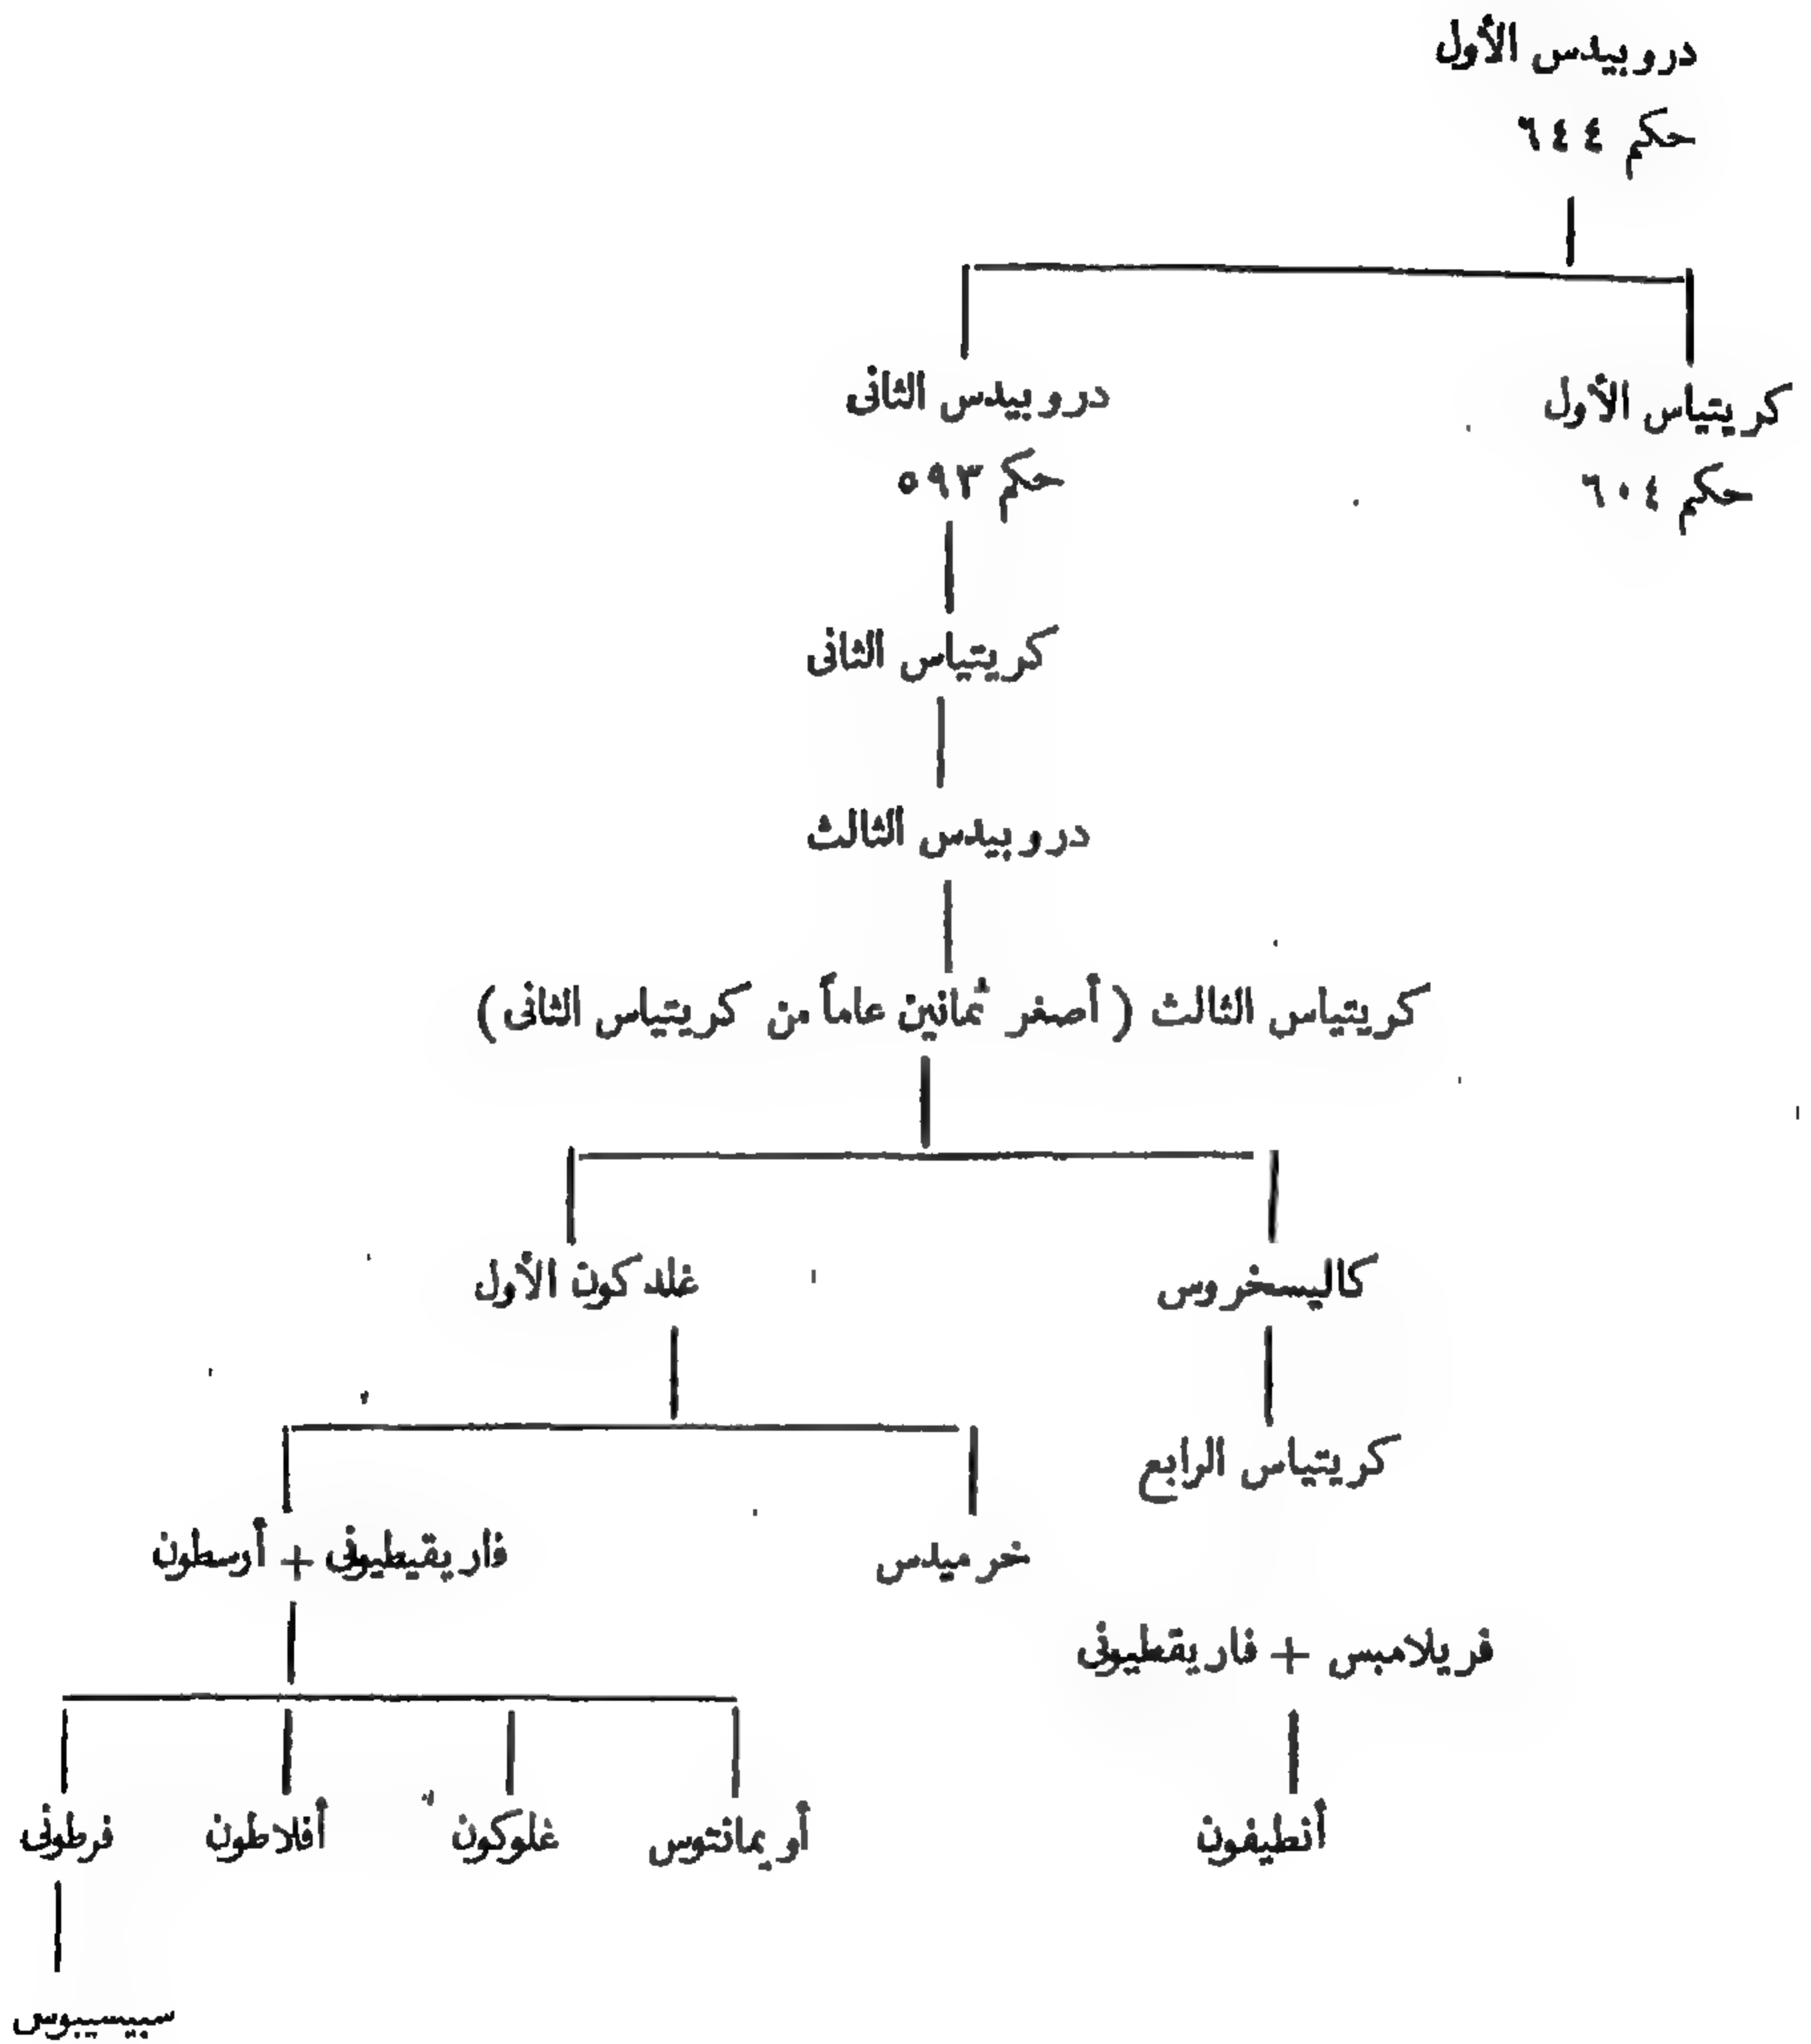 دروبيدس الأول
حكم ٦٤٤
كريتياس الأول
دروبيدس الثانى
حكم ٦٠٤
حكم ٥٩٣
كريتياس الثانى
دروبيدس الثالث
كريتياس الثالث (أصغر ثمانين عاماً من كريتياس الثانى)
كاليسخروس
غلدكون الأول
كريتياس الرابع
خرميدس
فاريقيطيونى + أرسطون
فريلامبس + فاريقطيونى
أنطيفون
أويمانتوس
غلوكون
أفلاطون
فرطونى
سبيسيبوس